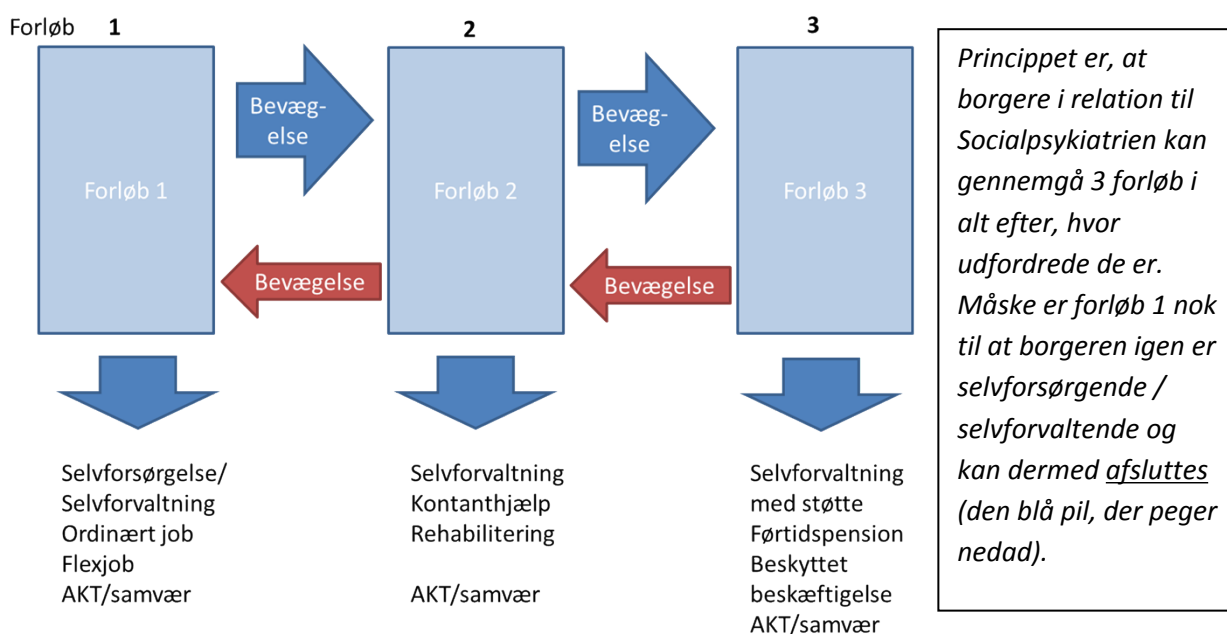 Forløb 1 2 3
Forløb 1
Bevæg-
else
Forløb 2
Bevæg-
else
Forløb 3
Bevægelse
Bevægelse
Selvforsørgelse/
Selvforvaltning
Ordinært job
Flexjob
AKT/samvær
Selvforvaltning
Kontanthjælp
Rehabilitering
AKT/samvær
Selvforvaltning
med støtte
Førtidspension
Beskyttet
beskæftigelse
AKT/samvær
Princippet er, at
borgere i relation til
Socialpsykiatrien kan
gennemgå 3 forløb i
alt efter, hvor
udfordrede de er.
Måske er forløb 1 nok
til at borgeren igen er
selvforsørgende /
selvforvaltende og
kan dermed afsluttes
(den blå pil, der peger
nedad).